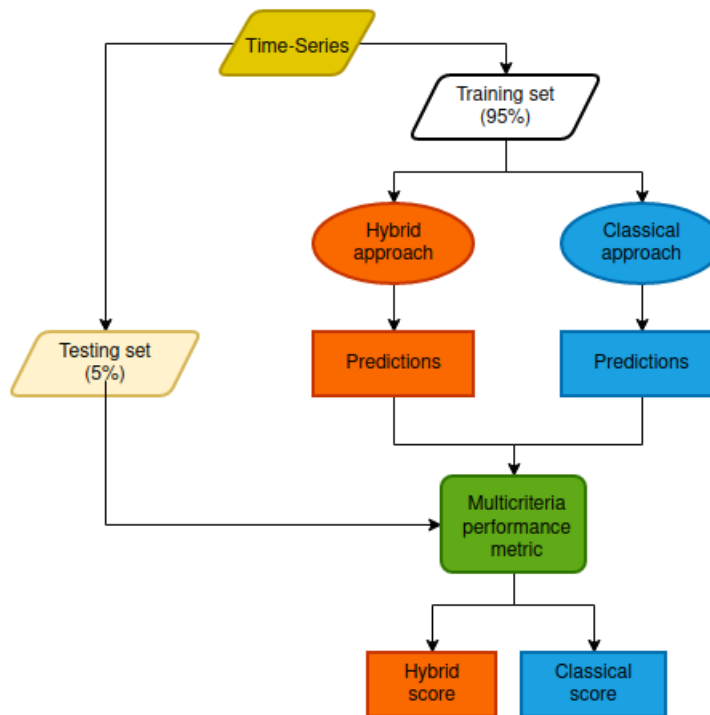 Time-Series
Training set
(95%)
Hybrid
approach
Classical
approach
Testing set
(5%)
Predictions
Predictions
Multicriteria
performance
metric
Hybrid
score
Classical
score